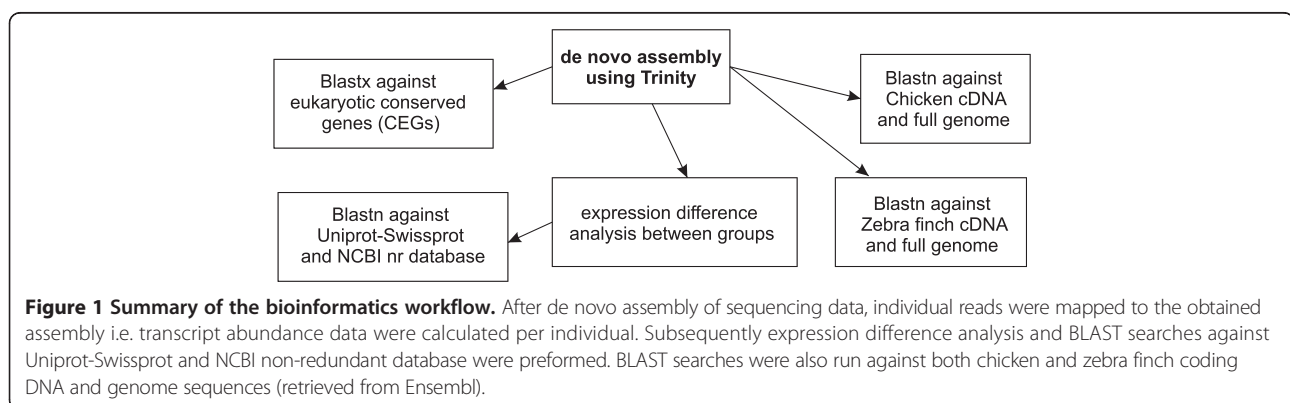 de novo assembly
using Trinity
Blastx against
eukaryotic conserved
genes (CEGs)
Blastn against
Chicken cDNA
and full genome
Blastn against
Uniprot-Swissprot
and NCBI nr database
expression difference
analysis between groups
Blastn against
Zebra finch cDNA
and full genome
Figure 1 Summary of the bioinformatics workflow. After de novo assembly of sequencing data, individual reads were mapped to the obtained
assembly i.e. transcript abundance data were calculated per individual. Subsequently expression difference analysis and BLAST searches against
Uniprot-Swissprot and NCBI non-redundant database were preformed. BLAST searches were also run against both chicken and zebra finch coding
DNA and genome sequences (retrieved from Ensembl).